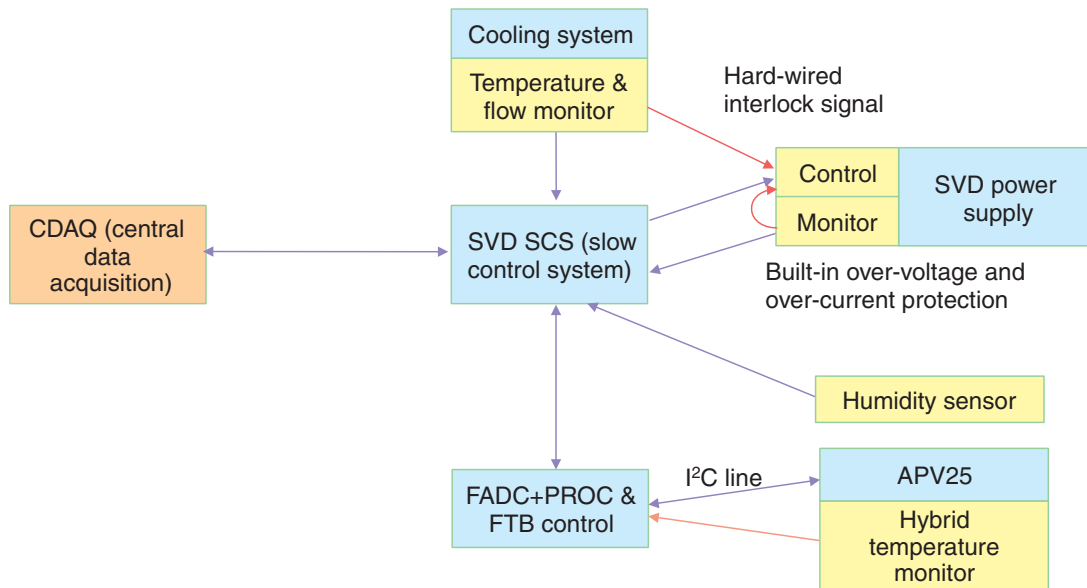 Cooling system
Temperature &
flow monitor
Hard-wired
interlock signal
Control
Monitor
SVD power
supply
CDAQ (central
data
acquisition)
SVD SCS (slow
control system)
Built-in over-voltage and
over-current protection
Humidity sensor
FADC+PROC &
FTB control
I²C line
APV25
Hybrid
temperature
monitor